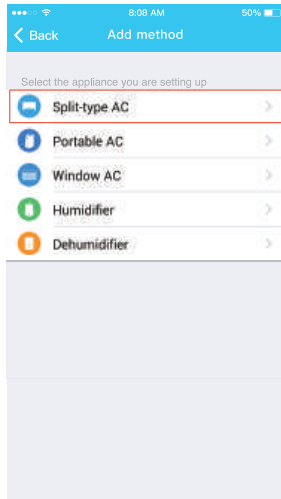 8:08 AM 50%
Back Add method
Select the appliance you are setting up
Split-type AC
Portable AC
Window AC
Humidifier
Dehumidifier